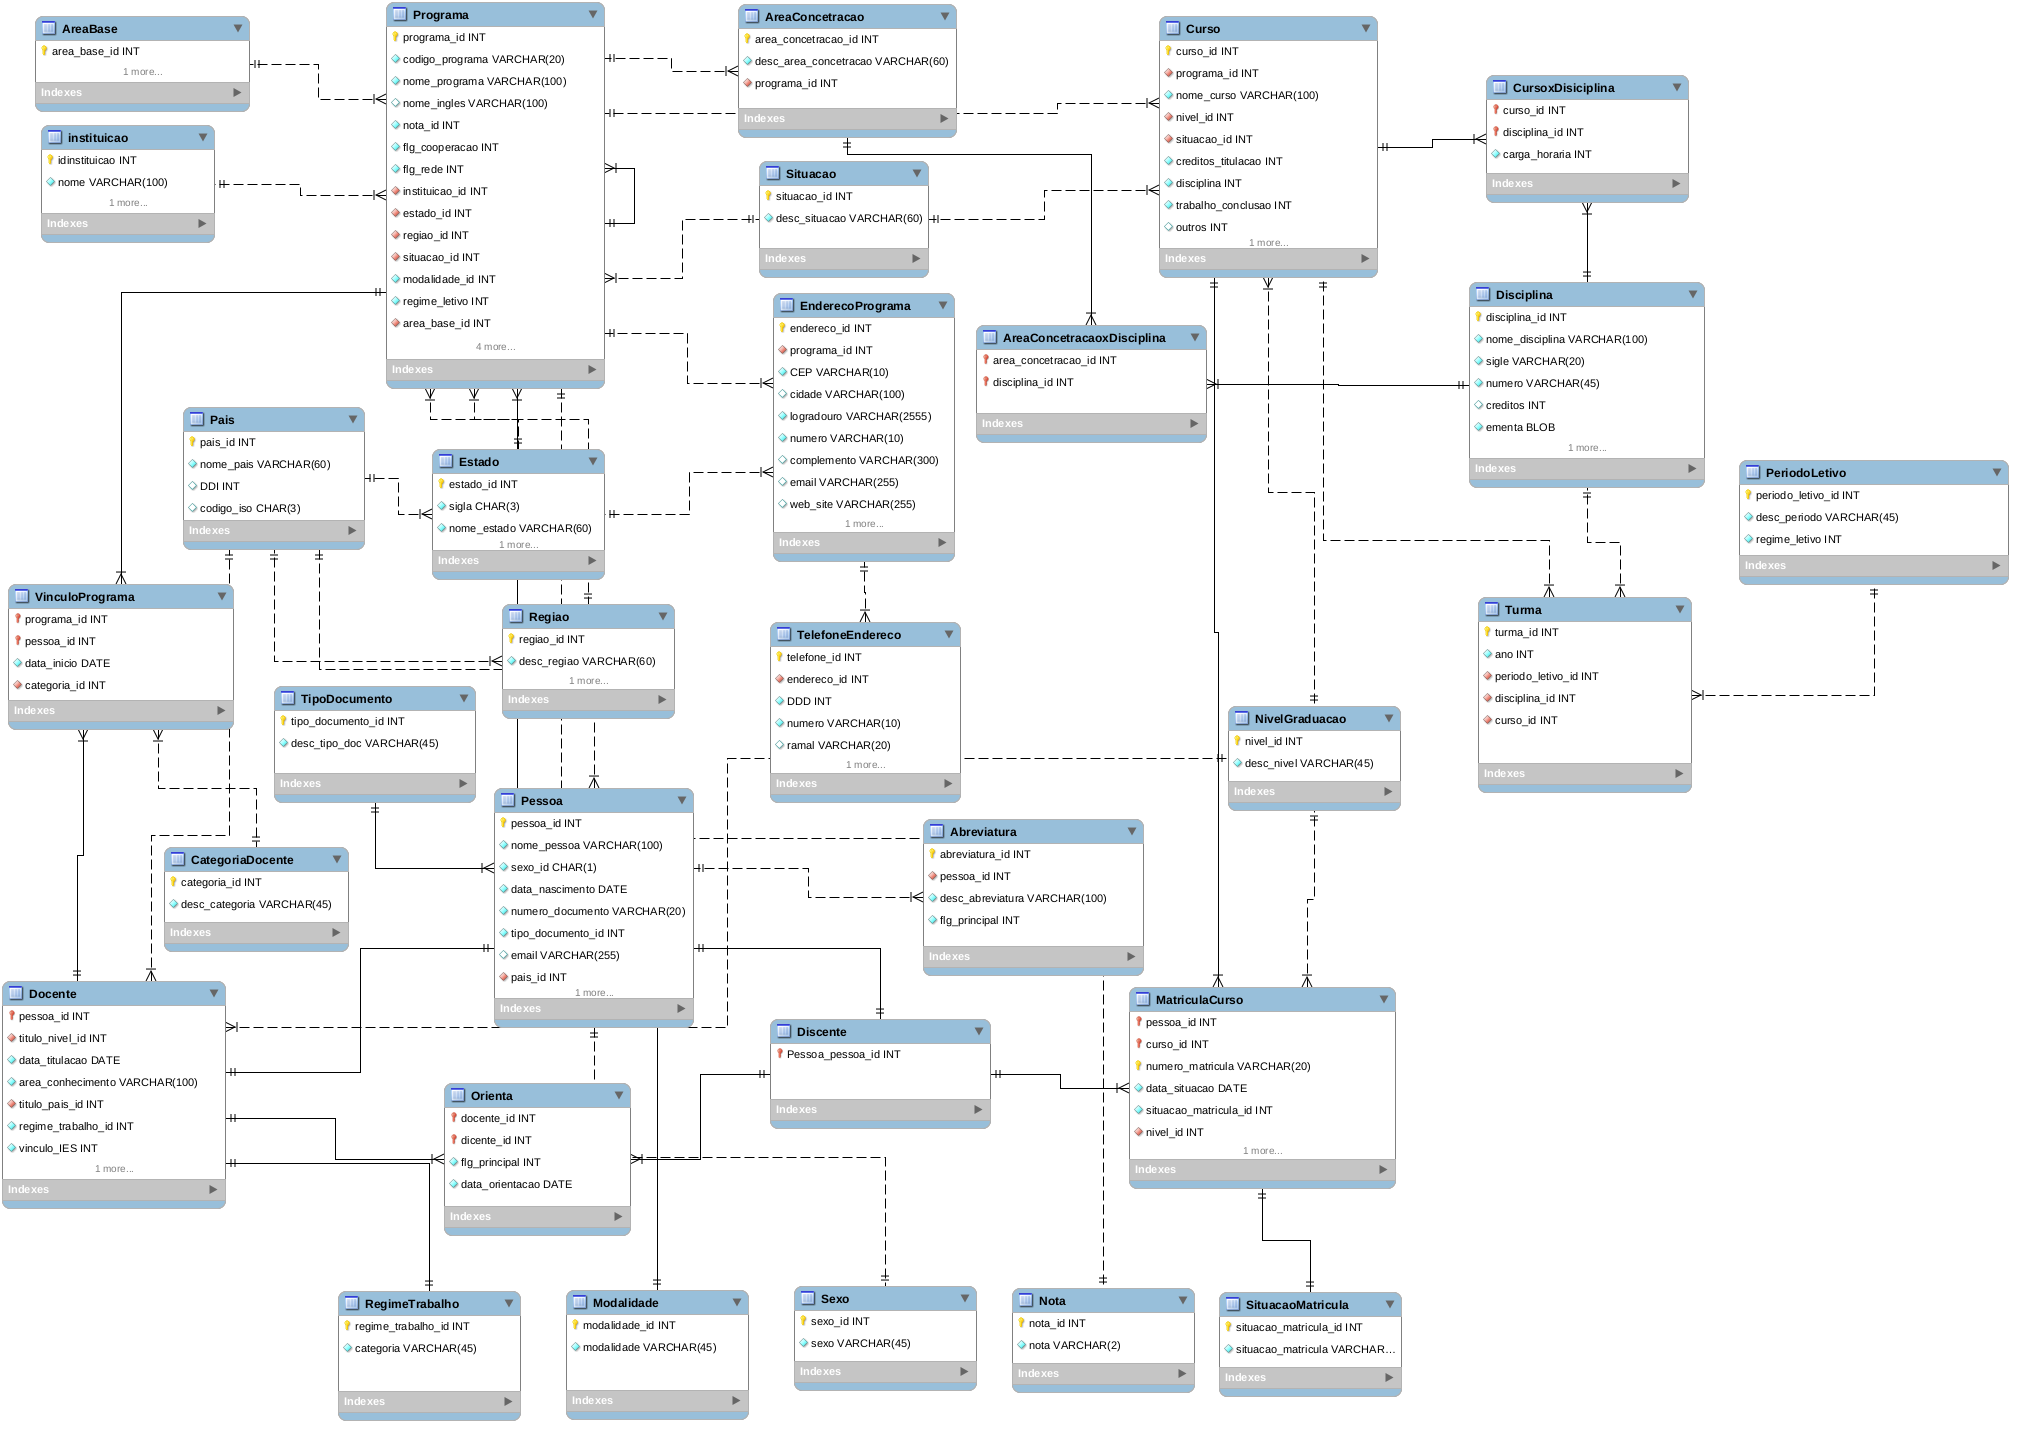 AreaBase
area_base_id INT
1 more...
Indexes
instituicao
idinstituicao INT
nome VARCHAR(100)
1 more...
Indexes
Programa
programa_id INT
codigo_programa VARCHAR(20)
nome_programa VARCHAR(100)
nome_ingles VARCHAR(100)
nota_id INT
flg_cooperacao INT
flg_rede INT
instituicao_id INT
estado_id INT
regiao_id INT
situacao_id INT
modalidade_id INT
regime_letivo INT
area_base_id INT
4 more...
Indexes
AreaConcetracao
area_concetracao_id INT
desc_area_concetracao VARCHAR(60)
programa_id INT
Indexes
Situacao
situacao_id INT
desc_situacao VARCHAR(60)
Indexes
Curso
curso_id INT
programa_id INT
nome_curso VARCHAR(100)
nivel_id INT
situacao_id INT
creditos_titulacao INT
disciplina INT
trabalho_conclusao INT
outros INT
1 more...
Indexes
CursoxDisiciplina
curso_id INT
disciplina_id INT
carga_horaria INT
Indexes
EnderecoPrograma
endereco_id INT
programa_id INT
CEP VARCHAR(10)
cidade VARCHAR(100)
logradouro VARCHAR(2555)
numero VARCHAR(10)
complemento VARCHAR(300)
email VARCHAR(255)
web_site VARCHAR(255)
1 more...
Indexes
AreaConcetracaoxDisciplina
area_concetracao_id INT
disciplina_id INT
Indexes
Disciplina
disciplina_id INT
nome_disciplina VARCHAR(100)
sigle VARCHAR(20)
numero VARCHAR(45)
creditos INT
ementa BLOB
1 more...
Indexes
Pais
pais_id INT
nome_pais VARCHAR(60)
DDI INT
codigo_iso CHAR(3)
Indexes
Estado
estado_id INT
sigla CHAR(3)
nome_estado VARCHAR(60)
1 more...
Indexes
PeriodoLetivo
periodo_letivo_id INT
desc_periodo VARCHAR(45)
regime_letivo INT
Indexes
VinculoPrograma
programa_id INT
pessoa_id INT
data_inicio DATE
categoria_id INT
Indexes
Regiao
regiao_id INT
desc_regiao VARCHAR(60)
1 more...
Indexes
TelefoneEndereco
telefone_id INT
endereco_id INT
DDD INT
numero VARCHAR(10)
ramal VARCHAR(20)
1 more...
Indexes
Turma
turma_id INT
ano INT
periodo_letivo_id INT
disciplina_id INT
curso_id INT
Indexes
TipoDocumento
tipo_documento_id INT
desc_tipo_doc VARCHAR(45)
Indexes
NivelGraduacao
nivel_id INT
desc_nivel VARCHAR(45)
Indexes
Pessoa
pessoa_id INT
nome_pessoa VARCHAR(100)
sexo_id CHAR(1)
data_nascimento DATE
numero_documento VARCHAR(20)
tipo_documento_id INT
email VARCHAR(255)
pais_id INT
1 more...
Indexes
Abreviatura
abreviatura_id INT
pessoa_id INT
desc_abreviatura VARCHAR(100)
flg_principal INT
Indexes
CategoriaDocente
categoria_id INT
desc_categoria VARCHAR(45)
Indexes
Docente
pessoa_id INT
titulo_nivel_id INT
data_titulacao DATE
area_conhecimento VARCHAR(100)
titulo_pais_id INT
regime_trabalho_id INT
vinculo_IES INT
1 more...
Indexes
Discente
Pessoa_pessoa_id INT
Indexes
MatriculaCurso
pessoa_id INT
curso_id INT
numero_matricula VARCHAR(20)
data_situacao DATE
situacao_matricula_id INT
nivel_id INT
1 more...
Indexes
Orienta
docente_id INT
dicente_id INT
flg_principal INT
data_orientacao DATE
Indexes
RegimeTrabalho
regime_trabalho_id INT
categoria VARCHAR(45)
Indexes
Modalidade
modalidade_id INT
modalidade VARCHAR(45)
Indexes
Sexo
sexo_id INT
sexo VARCHAR(45)
Indexes
Nota
nota_id INT
nota VARCHAR(2)
Indexes
SituacaoMatricula
situacao_matricula_id INT
situacao_matricula VARCHAR...
Indexes